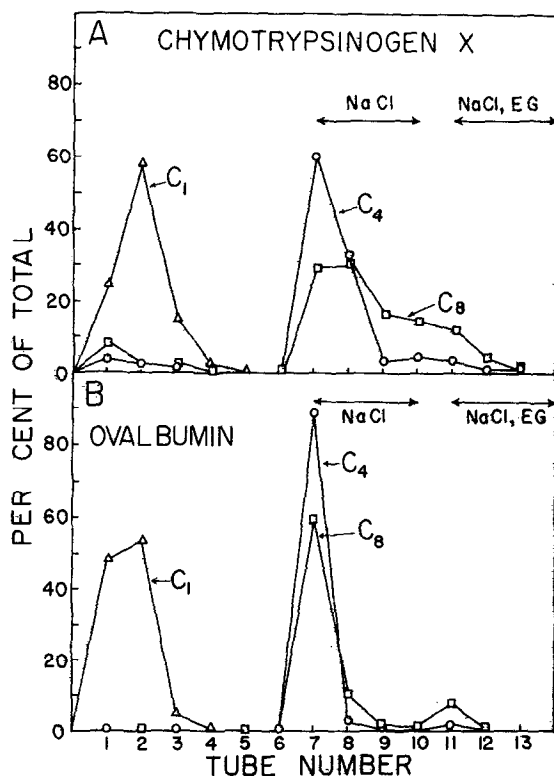 A
CHYMOTRYPSINOGEN X
NaCl
NaCl, EG
80
60
40
20
0
C1
C4
C8
B
OVALBUMIN
NaCl
NaCl, EG
80
60
40
20
0
C1
C4
C8
PER CENT OF TOTAL
1 2 3 4 5 6 7 8 9 10 11 12 13
TUBE NUMBER